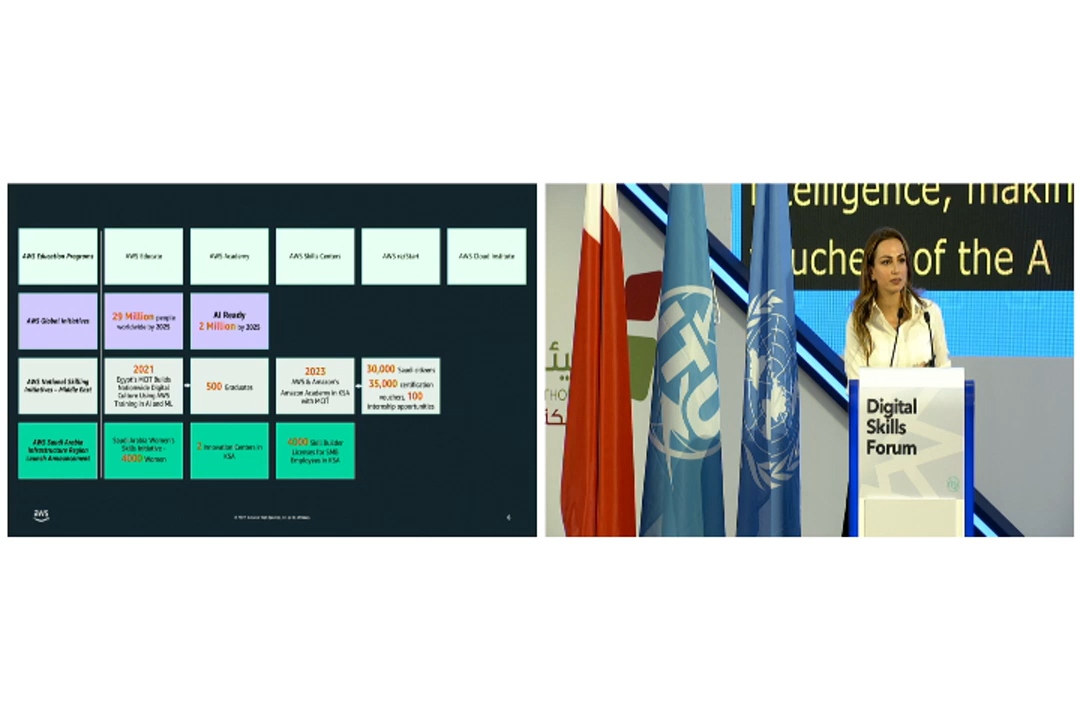 AWS Education Programs
AWS Educate
AWS Academy
AWS Skills Centers
AWS re/Start
AWS Cloud Institute
AWS Global Initiatives
29 Million people
worldwide by 2025
AI Ready
2 Million by 2025
AWS National Skilling
Initiatives – Middle East
2021
Egypt's MCIT Builds
Nationwide Digital
Culture Using AWS
Training in AI and ML
500 Graduates
2023
AWS & Amazon's
Amazon Academy in KSA
with MCIT
30,000 Saudi citizens
35,000 certification
vouchers, 100
internship opportunities
AWS Saudi Arabia
Infrastructure Region
Launch Announcement
Saudi Arabia Women's
Skills Initiative -
4000 Women
2 Innovation Centers in
KSA
4000 Skill Builder
Licenses for SMB
Employees in KSA
aws
6
intelligence, makin
of the A
ITU
Digital
Skills
Forum